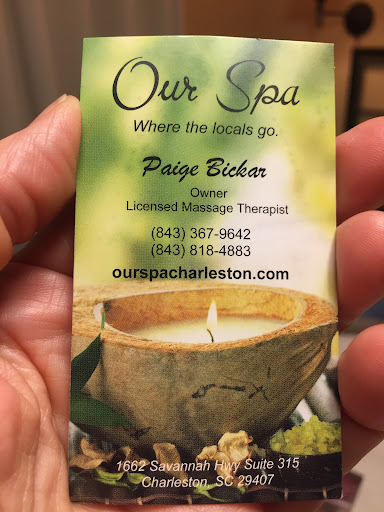 Our Spa
Where the locals go.
Paige Bickar
Owner
Licensed Massage Therapist
(843) 367-9642
(843) 818-4883
ourspacharleston.com
1662 Savannah Hwy Suite 315
Charleston, SC 29407